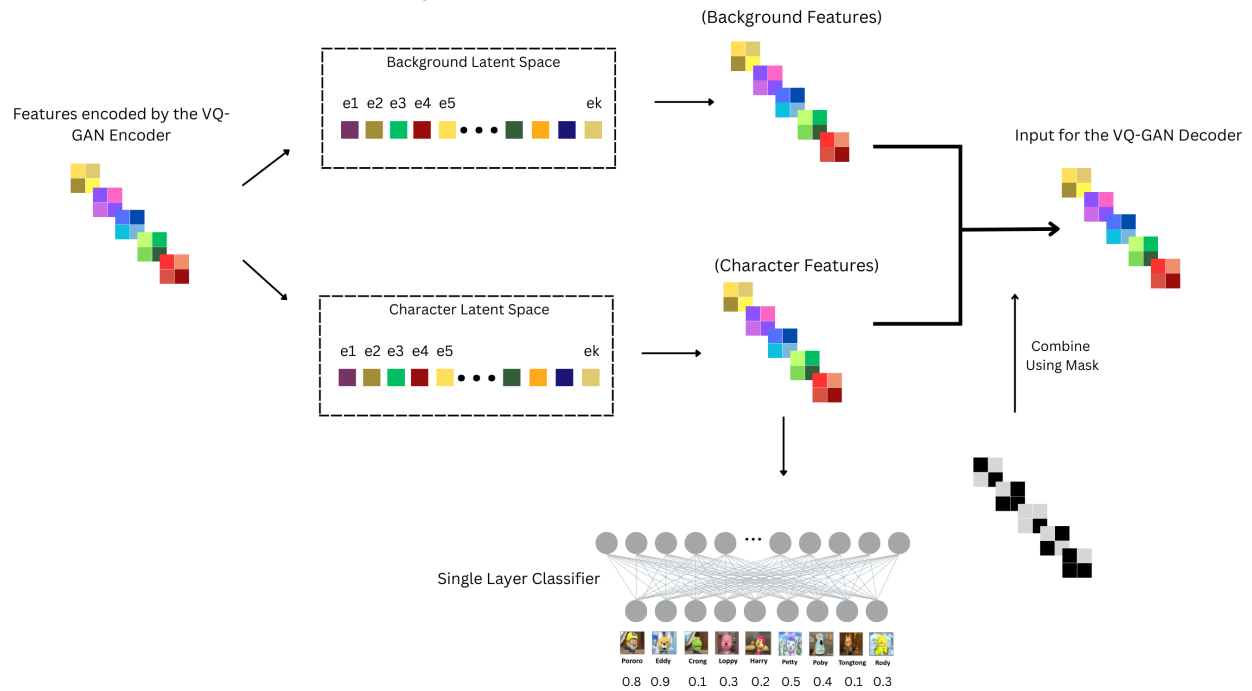 (Background Features)
Background Latent Space
e1 e2 e3 e4 e5 ek
Features encoded by the VQ-
GAN Encoder
Input for the VQ-GAN Decoder
(Character Features)
Character Latent Space
e1 e2 e3 e4 e5 ek
Combine
Using Mask
Single Layer Classifier
Pororo Eddy Crong Loppy Harry Petty Poby Tongtong Rody
0.8 0.9 0.1 0.3 0.2 0.5 0.4 0.1 0.3